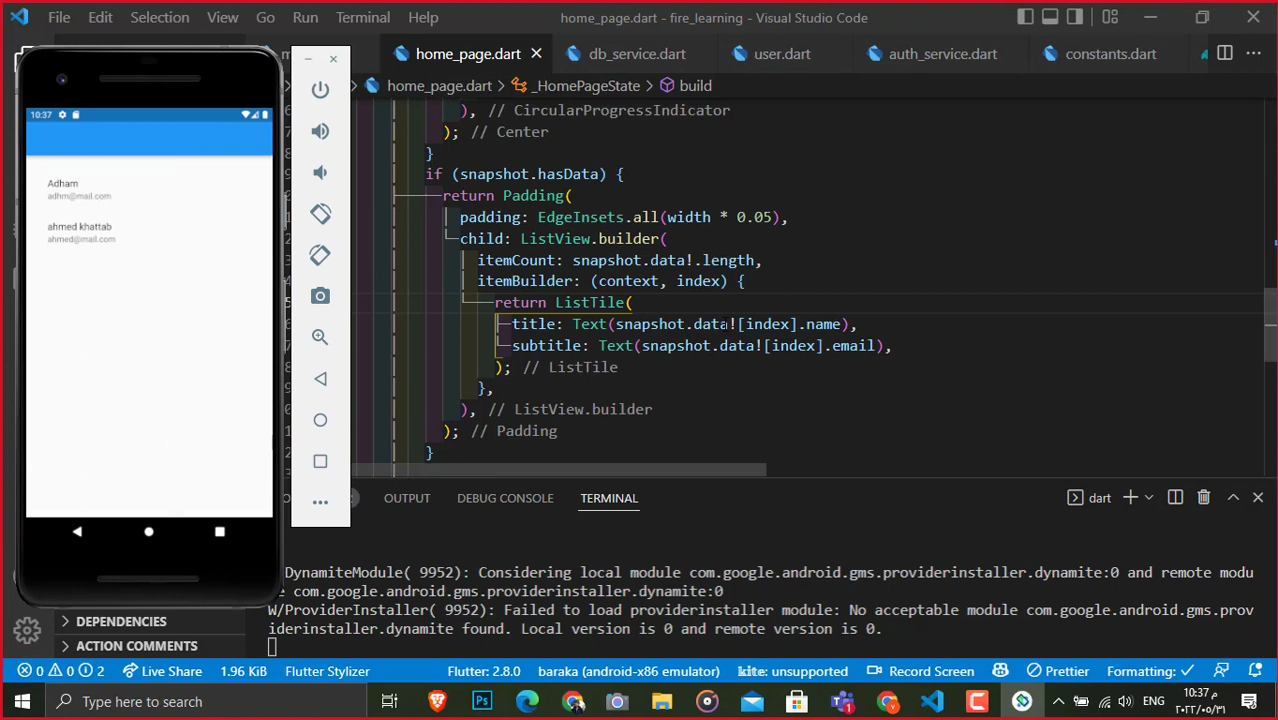 File Edit Selection View Go Run Terminal Help
home_page.dart - fire_learning - Visual Studio Code
home_page.dart
db_service.dart
user.dart
auth_service.dart
constants.dart
home_page.dart > _HomePageState > build
), // CircularProgressIndicator
); // Center
}
if (snapshot.hasData) {
return Padding(
padding: EdgeInsets.all(width * 0.05),
child: ListView.builder(
itemCount: snapshot.data!.length,
itemBuilder: (context, index) {
return ListTile(
title: Text(snapshot.data![index].name),
subtitle: Text(snapshot.data![index].email),
); // ListTile
},
), // ListView.builder
); // Padding
}
10:37
Adham
adhm@mail.com
ahmed khattab
ahmed@mail.com
OUTPUT DEBUG CONSOLE TERMINAL
dart
DynamiteModule( 9952): Considering local module com.google.android.gms.providerinstaller.dynamite:0 and remote modu
le com.google.android.gms.providerinstaller.dynamite:0
W/ProviderInstaller( 9952): Failed to load providerinstaller module: No acceptable module com.google.android.gms.prov
iderinstaller.dynamite found. Local version is 0 and remote version is 0.
DEPENDENCIES
ACTION COMMENTS
0 0 2 Live Share 1.96 KiB Flutter Stylizer Flutter: 2.8.0 baraka (android-x86 emulator) kite: unsupported Record Screen Prettier Formatting:
Type here to search
ENG
10:37 م
٢٠٢٢/٠٣/٣١